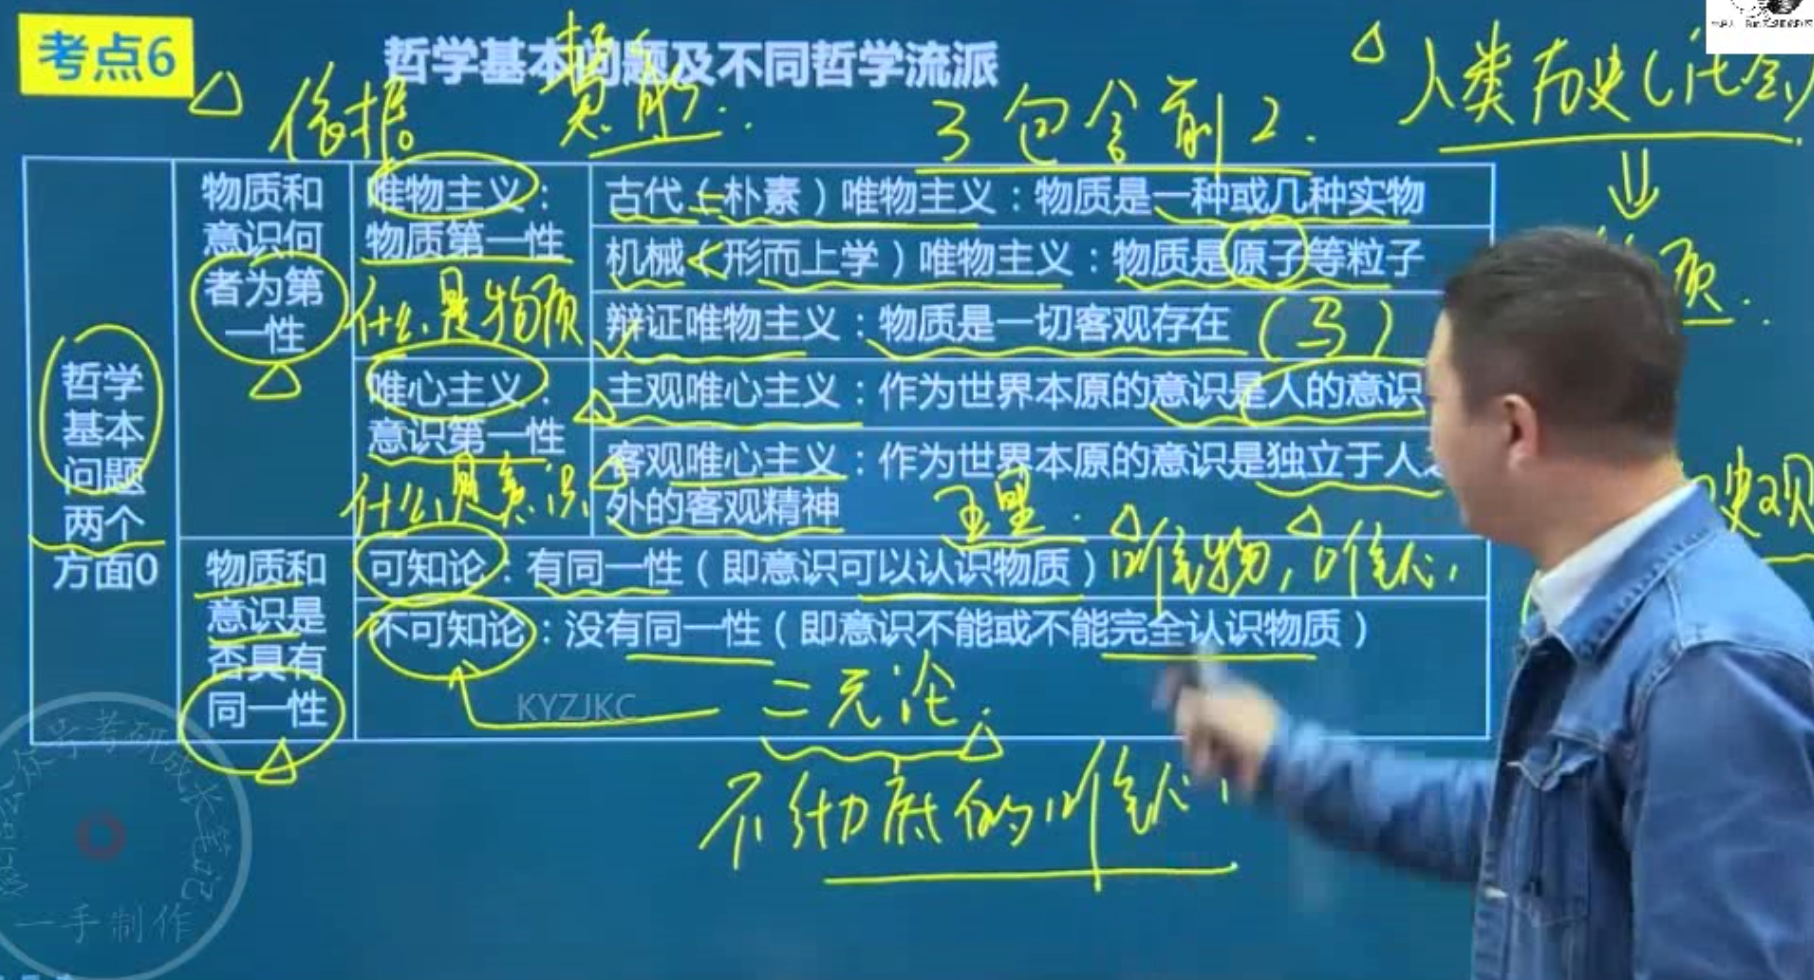 考点6
哲学基本问题及不同哲学流派
依据
3包含前2.
人类历史(社会)
哲学
基本
问题
两个
方面0
物质和
意识何
者为第
一性
唯物主义：
物质第一性
什么是物质
古代（朴素）唯物主义：物质是一种或几种实物
机械（形而上学）唯物主义：物质是原子等粒子
辩证唯物主义：物质是一切客观存在（马）
唯心主义：
意识第一性
什么是意识
主观唯心主义：作为世界本原的意识是人的意识
客观唯心主义：作为世界本原的意识是独立于人
外的客观精神
物质和
意识是
否具有
同一性
可知论：有同一性（即意识可以认识物质）唯物，唯心
不可知论：没有同一性（即意识不能或不能完全认识物质）
KYZJKC
二元论
不彻底的唯心
史观
质.
考研成长笔记
一手制作